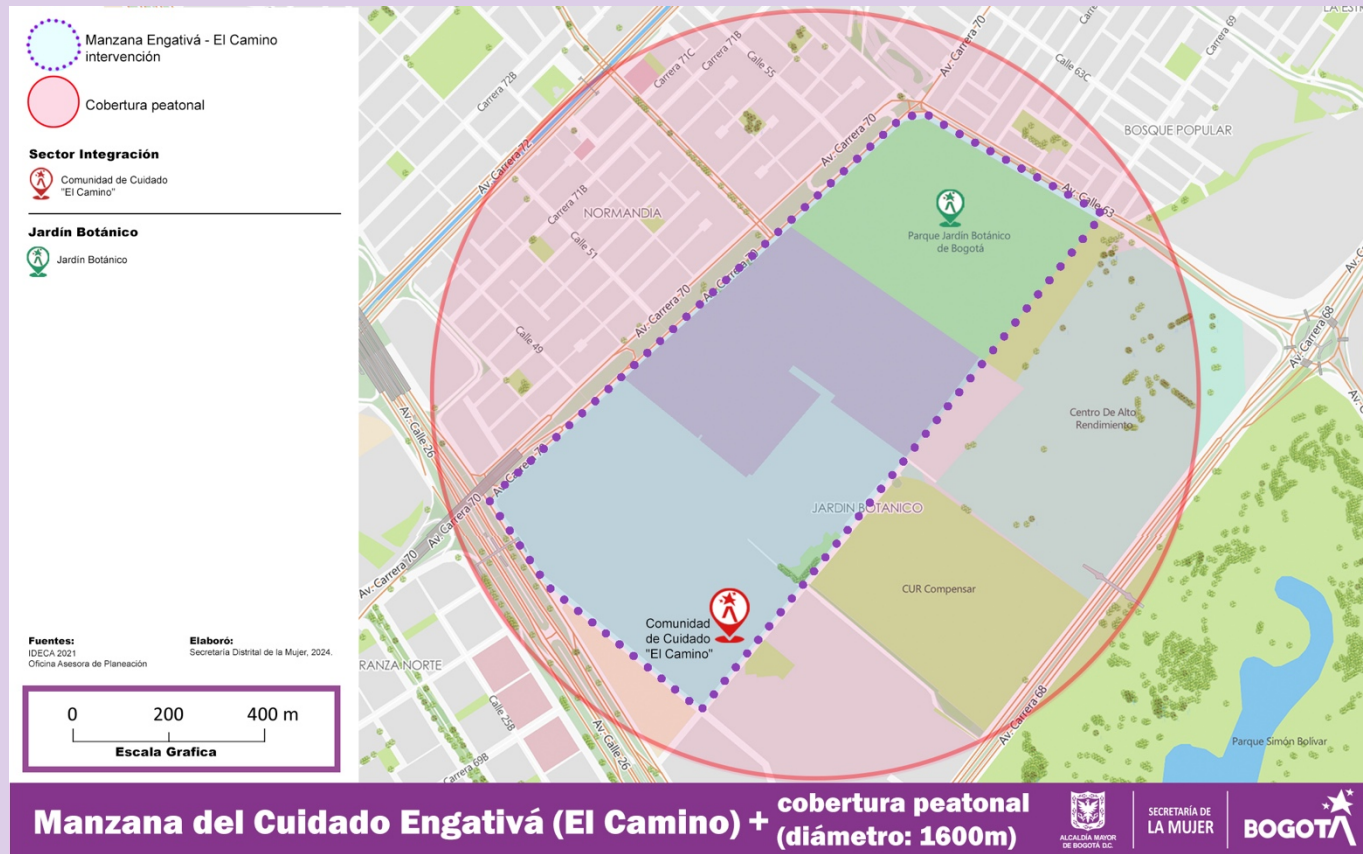 Manzana Engativá - El Camino
intervención
Cobertura peatonal
Sector Integración
Comunidad de Cuidado
"El Camino"
Jardín Botánico
Jardín Botánico
Fuentes:
IDECA 2021
Oficina Asesora de Planeación
Elaboró:
Secretaría Distrital de la Mujer, 2024.
0 200 400 m
Escala Grafica
Av. Carrera 70
Carrera 69
Calle 63C
Carrera 71C
Carrera 71B
Calle 55
Carrera 72B
BOSQUE POPULAR
Av. Carrera 70
Av. Carrera 72
Av. Calle 63
Carrera 71B
NORMANDIA
Parque Jardín Botánico
de Bogotá
Calle 51
Av. Carrera 70
Av. Carrera 68
Calle 49
Av. Calle 26
Centro De Alto
Rendimiento
Av. Carrera 70
JARDIN BOTANICO
Av. Carrera 70
CUR Compensar
Comunidad
de Cuidado
"El Camino"
RANZA NORTE
Calle 25B
Av. Calle 26
Av. Carrera 68
Carrera 69B
Parque Simón Bolívar
Manzana del Cuidado Engativá (El Camino) + cobertura peatonal
(diámetro: 1600m)
ALCALDÍA MAYOR
DE BOGOTÁ D.C.
SECRETARÍA DE
LA MUJER
BOGOTÁ